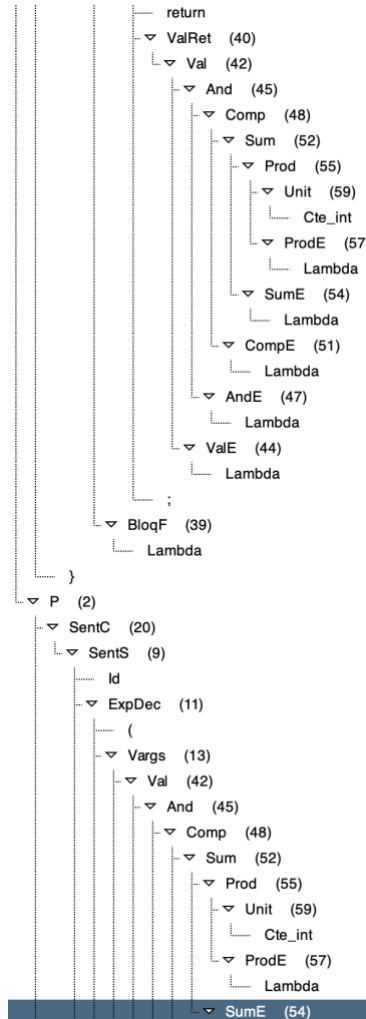 return
ValRet (40)
Val (42)
And (45)
Comp (48)
Sum (52)
Prod (55)
Unit (59)
Cte_int
ProdE (57
Lambda
SumE (54)
Lambda
CompE (51)
Lambda
AndE (47)
Lambda
ValE (44)
Lambda
;
BloqF (39)
Lambda
}
P (2)
SentC (20)
SentS (9)
Id
ExpDec (11)
(
Vargs (13)
Val (42)
And (45)
Comp (48)
Sum (52)
Prod (55)
Unit (59)
Cte_int
ProdE (57)
Lambda
SumE (54)